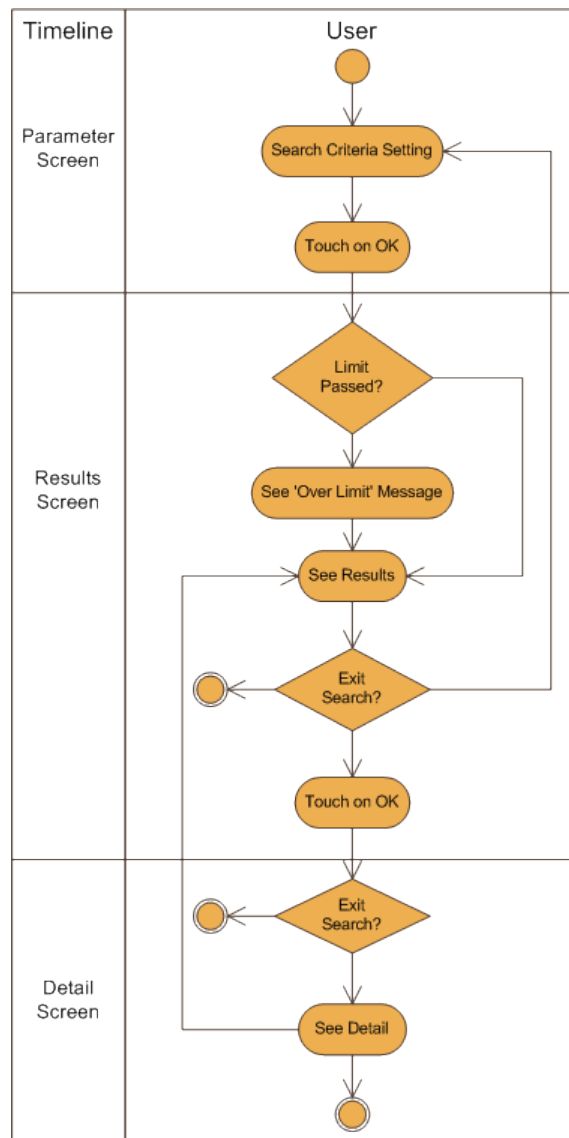 Timeline
User
Parameter
Screen
Search Criteria Setting
Touch on OK
Results
Screen
Limit
Passed?
See 'Over Limit' Message
See Results
Exit
Search?
Touch on OK
Detail
Screen
Exit
Search?
See Detail